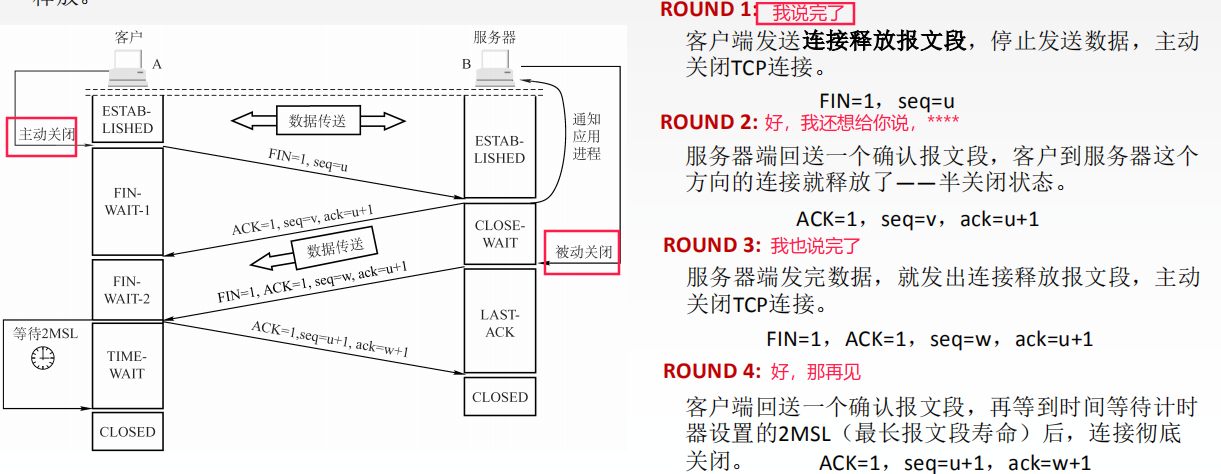 客户
服务器
A
B
ESTAB-
LISHED
数据传送
主动关闭
FIN=1, seq=u
ESTAB-
LISHED
通知
应用
进程
FIN-
WAIT-1
ACK=1, seq=v, ack=u+1
CLOSE-
WAIT
数据传送
被动关闭
FIN=1, ACK=1, seq=w, ack=u+1
FIN-
WAIT-2
LAST-
ACK
等待2MSL
ACK=1,seq=u+1, ack=w+1
TIME-
WAIT
CLOSED
CLOSED
ROUND 1: 我说完了
客户端发送连接释放报文段，停止发送数据，主动
关闭TCP连接。
FIN=1，seq=u
ROUND 2: 好，我还想给你说，****
服务器端回送一个确认报文段，客户到服务器这个
方向的连接就释放了——半关闭状态。
ACK=1，seq=v，ack=u+1
ROUND 3: 我也说完了
服务器端发完数据，就发出连接释放报文段，主动
关闭TCP连接。
FIN=1，ACK=1，seq=w，ack=u+1
ROUND 4: 好，那再见
客户端回送一个确认报文段，再等到时间等待计时
器设置的2MSL（最长报文段寿命）后，连接彻底
关闭。 ACK=1，seq=u+1，ack=w+1